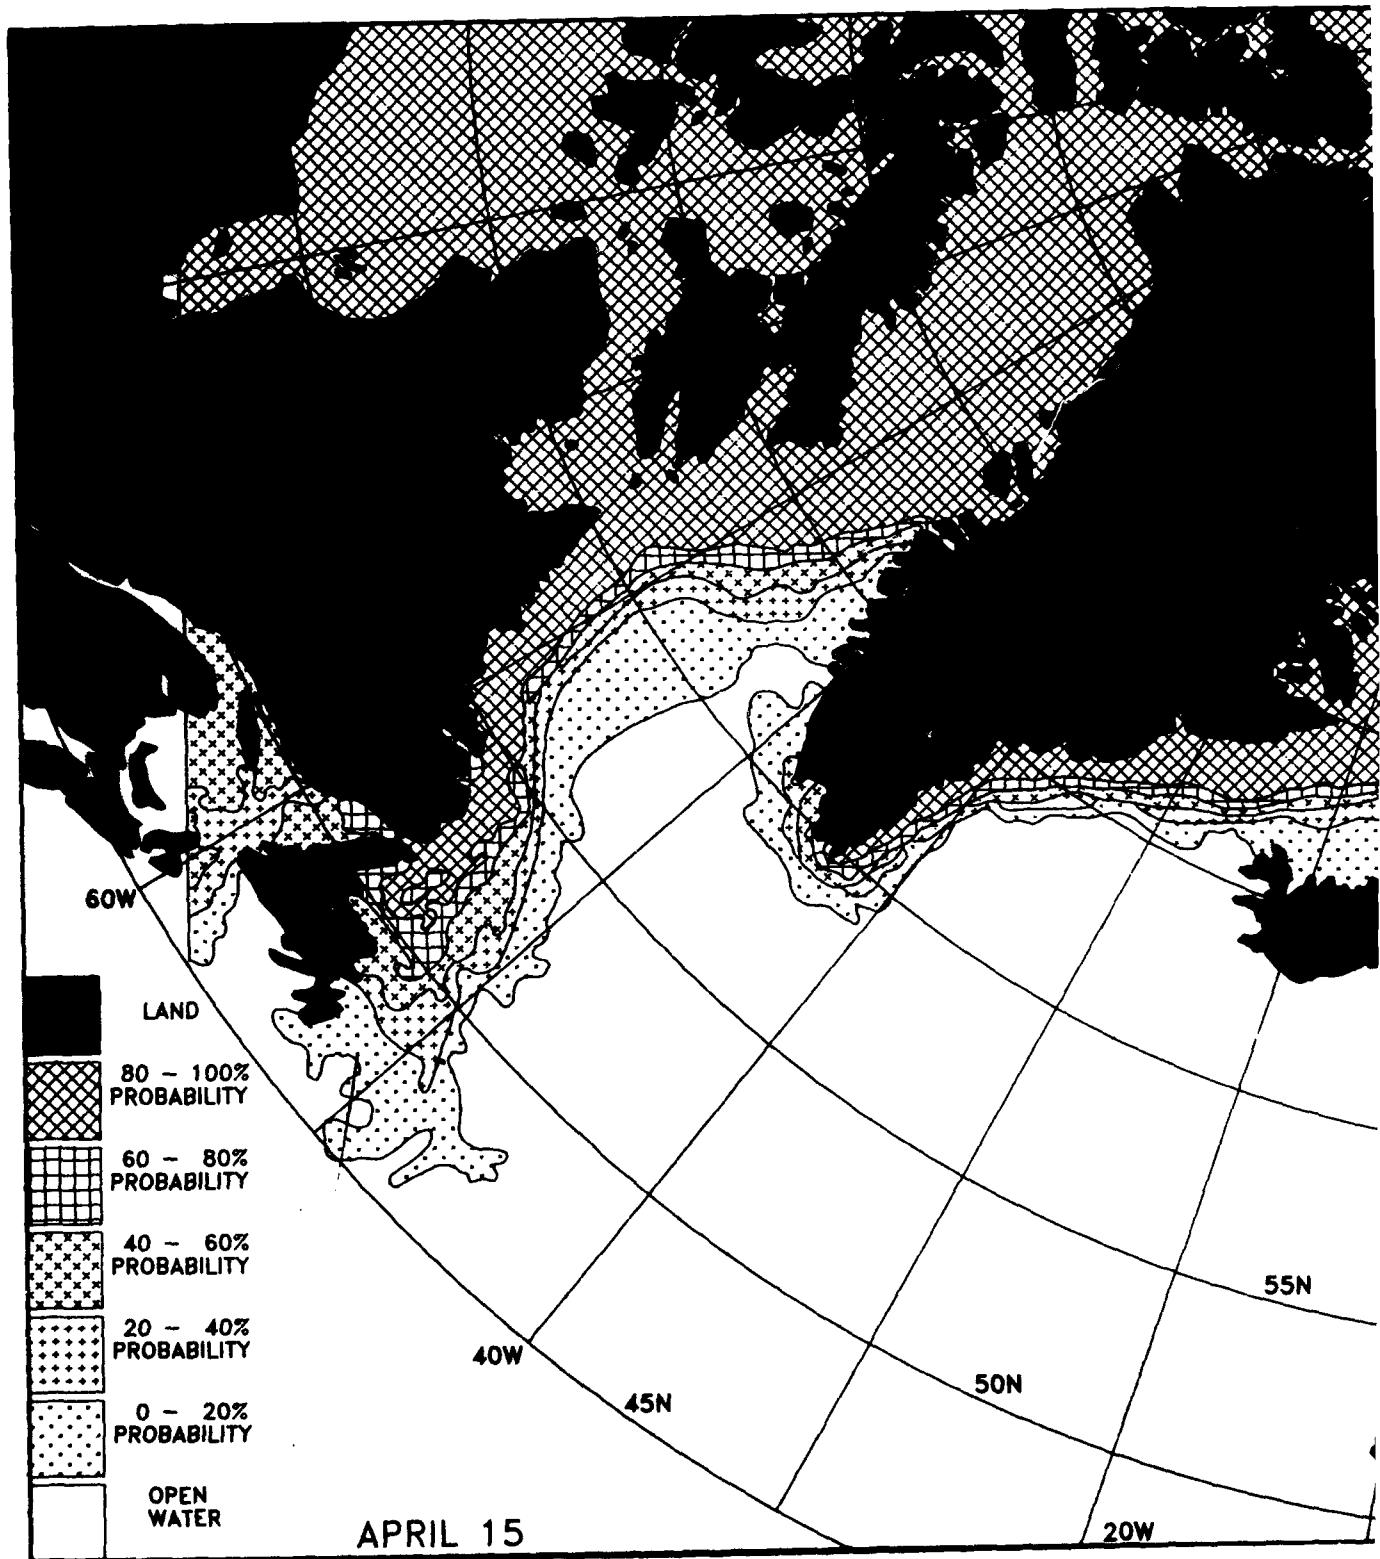 60W
LAND
80 - 100%
PROBABILITY
60 - 80%
PROBABILITY
40 - 60%
PROBABILITY
20 - 40%
PROBABILITY
0 - 20%
PROBABILITY
OPEN
WATER
APRIL 15
40W
45N
50N
55N
20W